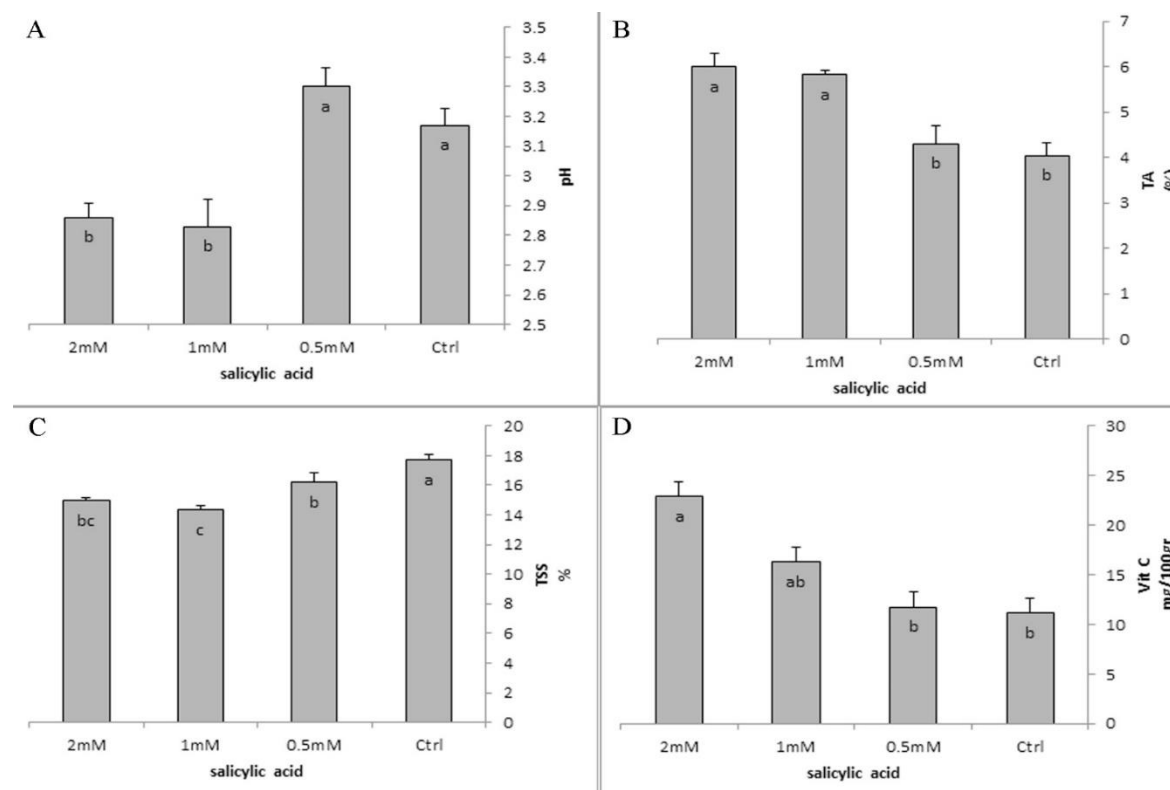 A
3.5
3.4
3.3
3.2
3.1
3
2.9
2.8
2.7
2.6
2.5
pH
b
b
a
a
2mM 1mM 0.5mM Ctrl
salicylic acid
B
7
6
5
4
3
2
1
0
TA
(%)
a
a
b
b
2mM 1mM 0.5mM Ctrl
salicylic acid
C
20
18
16
14
12
10
8
6
4
2
0
TSS
%
bc
c
b
a
2mM 1mM 0.5mM Ctrl
salicylic acid
D
30
25
20
15
10
5
0
Vit C
mg/100gr
a
ab
b
b
2mM 1mM 0.5mM Ctrl
salicylic acid